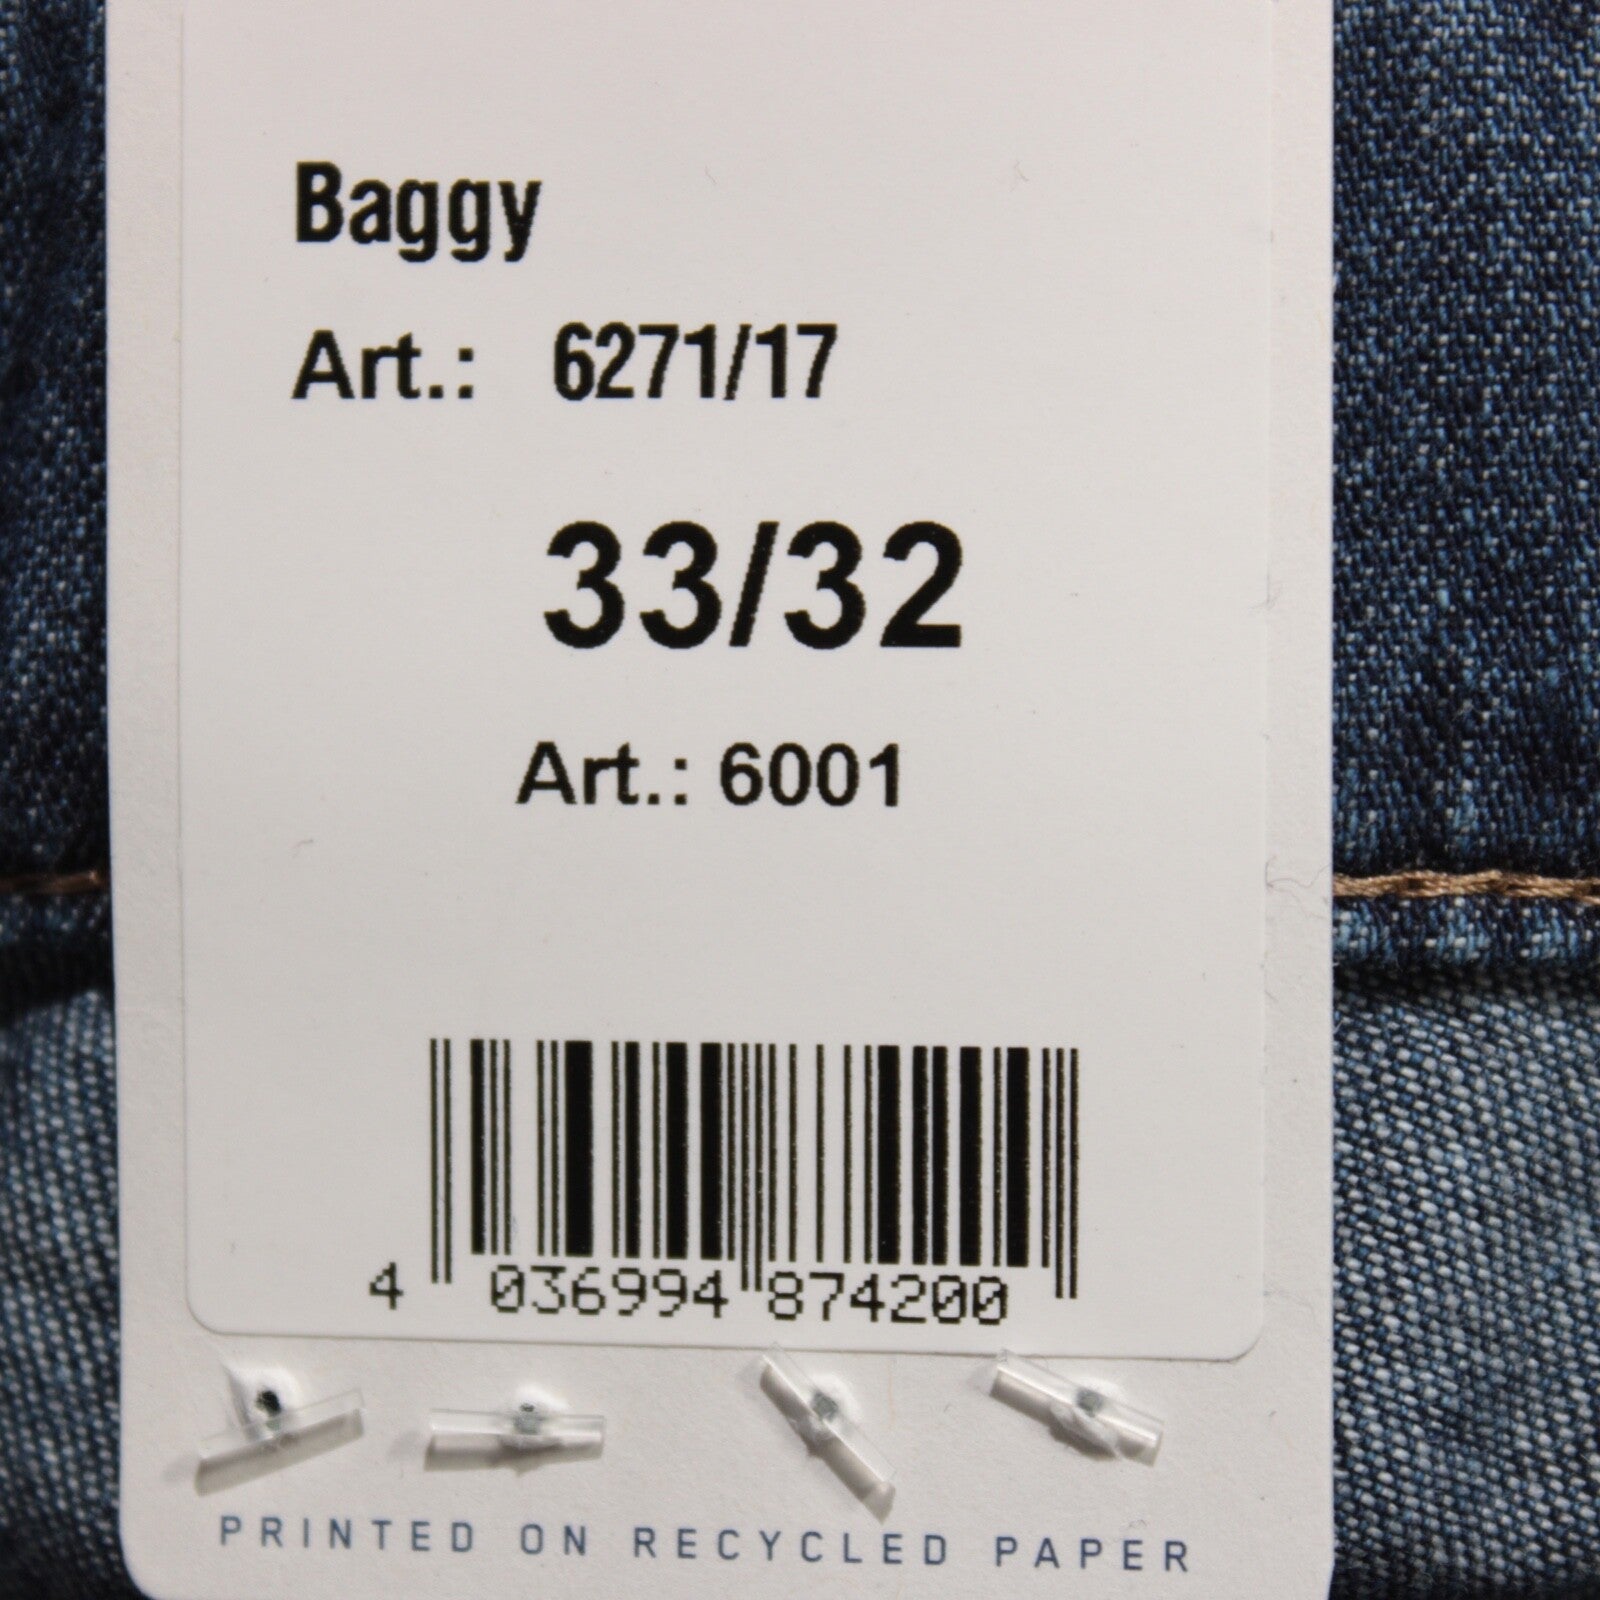 Baggy
Art.: 6271/17
33/32
Art.: 6001
4 036994 874200
PRINTED ON RECYCLED PAPER